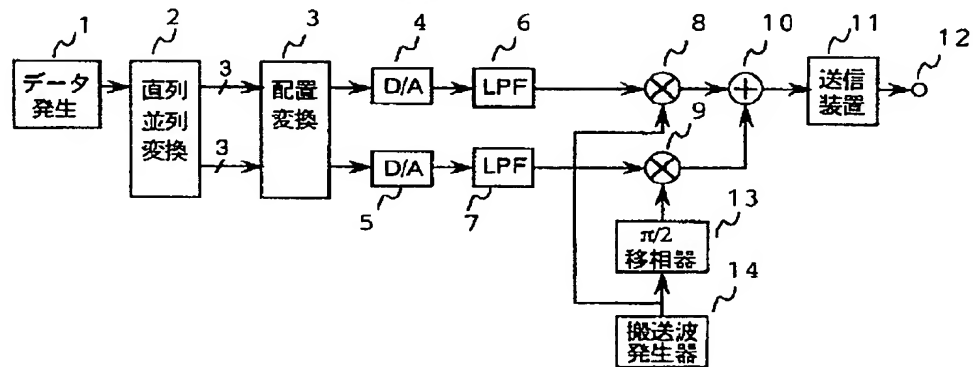 1
2
3
4
6
8
10
11
12
データ
発生
直列
並列
変換
3
3
配置
変換
D/A
LPF
送信
装置
9
D/A
LPF
5
7
13
π/2
移相器
14
搬送波
発生器